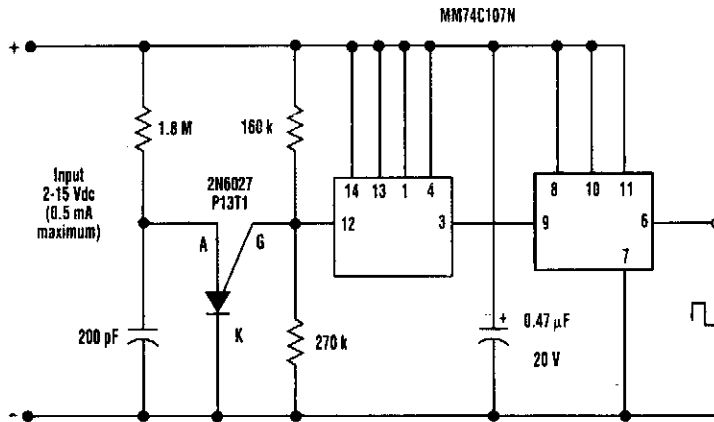 MM74C107N
+
1.8 M
160 k
Input
2-15 Vdc
(0.5 mA
maximum)
2N6027
P13T1
14 13 1 4
8 10 11
A
G
12
3
9
6
7
K
200 pF
270 k
+
0.47 µF
20 V
-